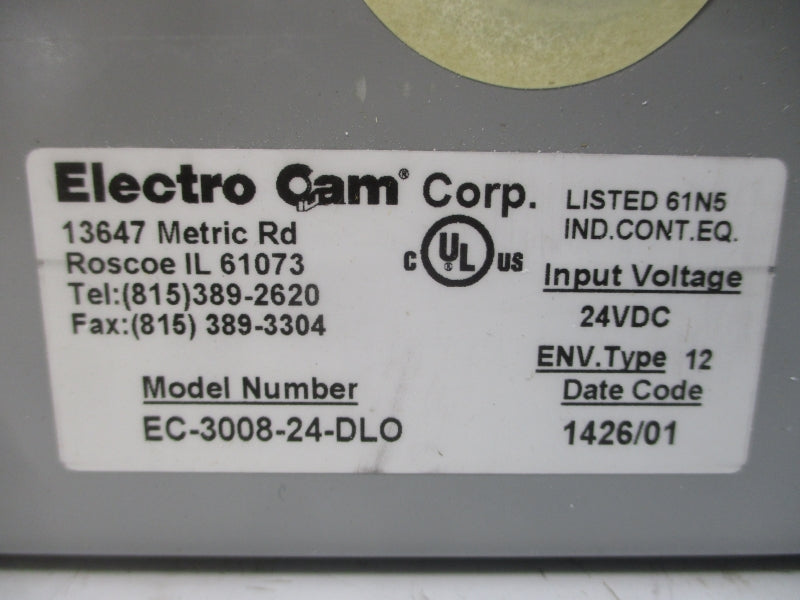 Electro Cam® Corp.
13647 Metric Rd
Roscoe IL 61073
Tel:(815)389-2620
Fax:(815) 389-3304
C UL® US
LISTED 61N5
IND.CONT.EQ.
Input Voltage
24VDC
ENV.Type 12
Model Number
EC-3008-24-DLO
Date Code
1426/01